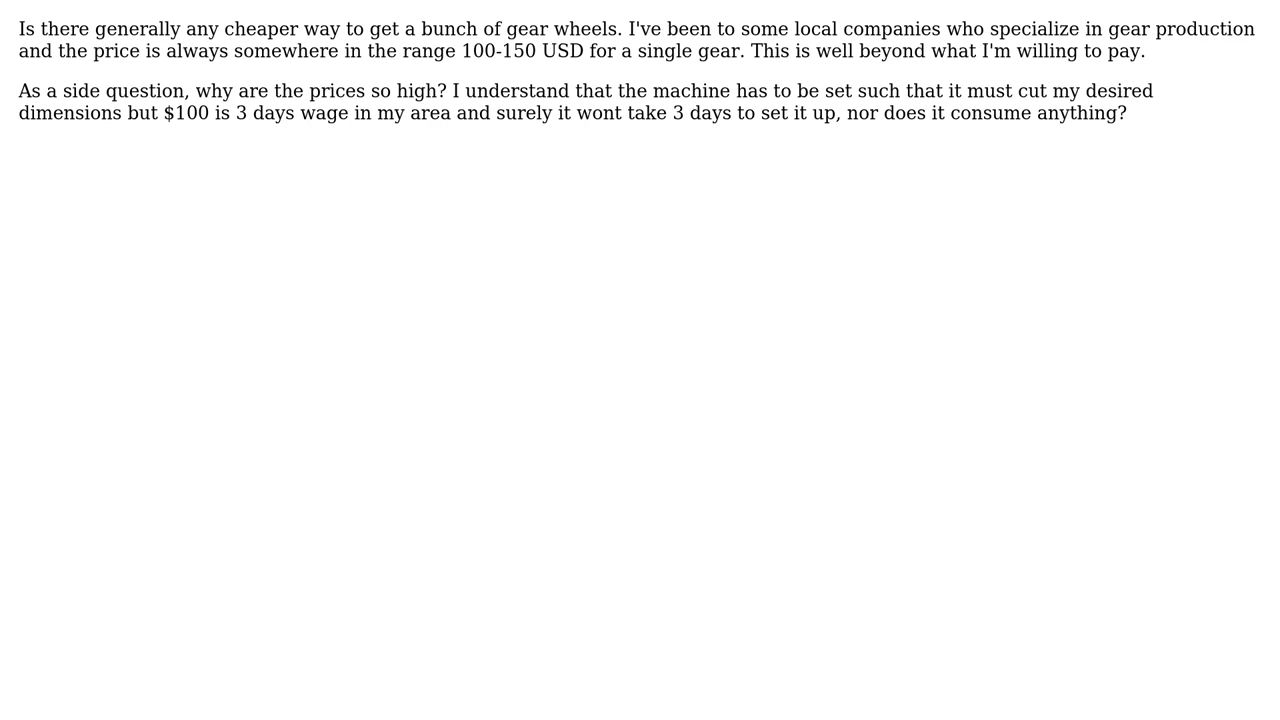 Is there generally any cheaper way to get a bunch of gear wheels. I've been to some local companies who specialize in gear production
and the price is always somewhere in the range 100-150 USD for a single gear. This is well beyond what I'm willing to pay.
As a side question, why are the prices so high? I understand that the machine has to be set such that it must cut my desired
dimensions but $100 is 3 days wage in my area and surely it wont take 3 days to set it up, nor does it consume anything?